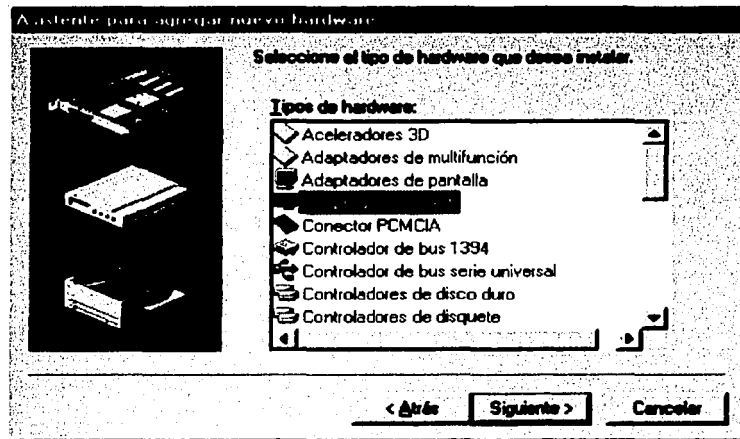 Asistente para agregar nuevo hardware
Seleccione el tipo de hardware que desea instalar.
Tipos de hardware:
Aceleradores 3D
Adaptadores de multifunción
Adaptadores de pantalla
Conector PCMCIA
Controlador de bus 1394
Controlador de bus serie universal
Controladores de disco duro
Controladores de disquete
< Atrás
Siguiente >
Cancelar